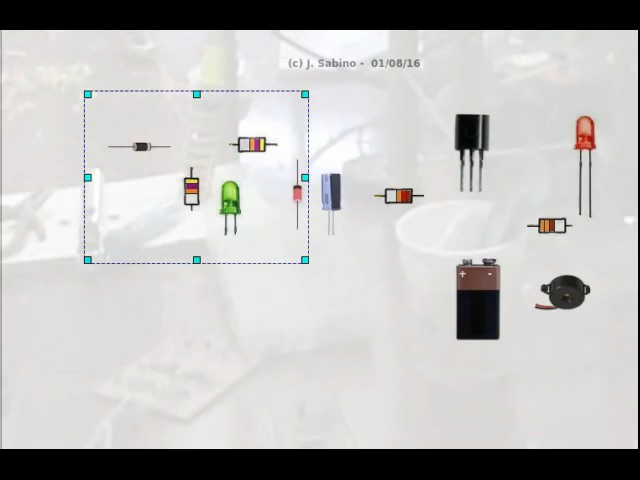 (c) J. Sabino - 01/08/16
+ -